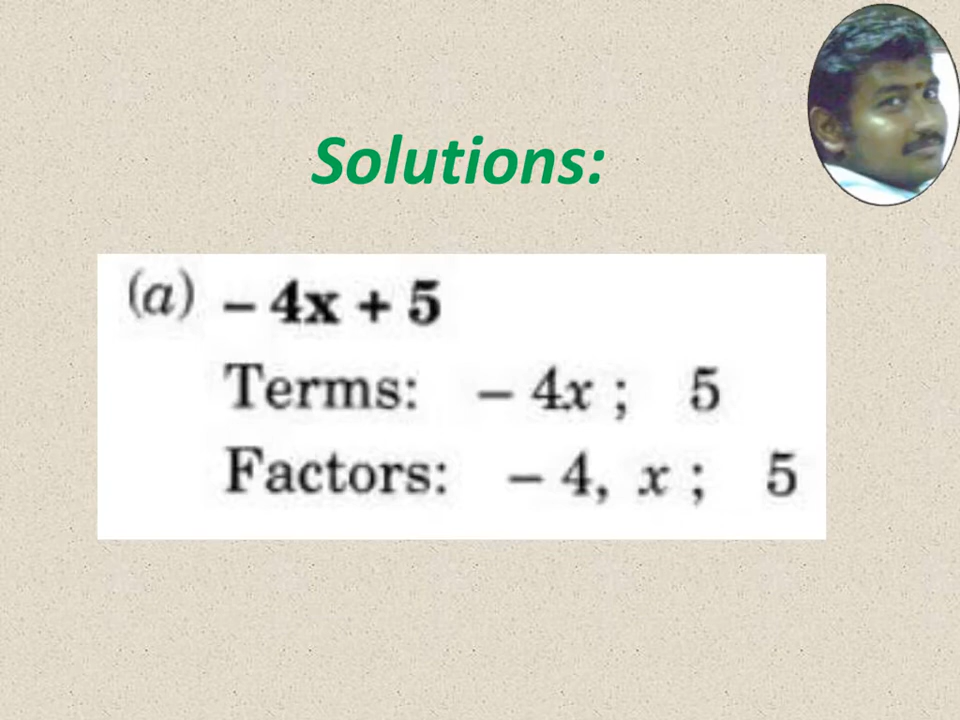 Solutions:
(a) – 4x + 5
Terms: – 4x ; 5
Factors: – 4, x ; 5